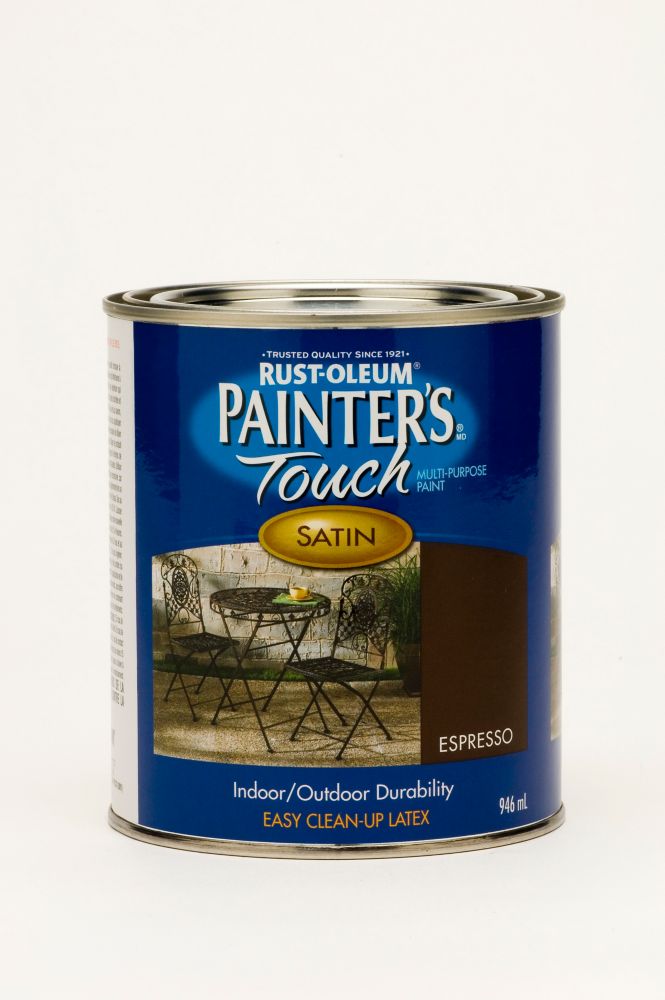 •TRUSTED QUALITY SINCE 1921•
RUST-OLEUM®
PAINTER'S®
MD
Touch
MULTI-PURPOSE
PAINT
SATIN
ESPRESSO
Indoor/Outdoor Durability
946 mL
EASY CLEAN-UP LATEX